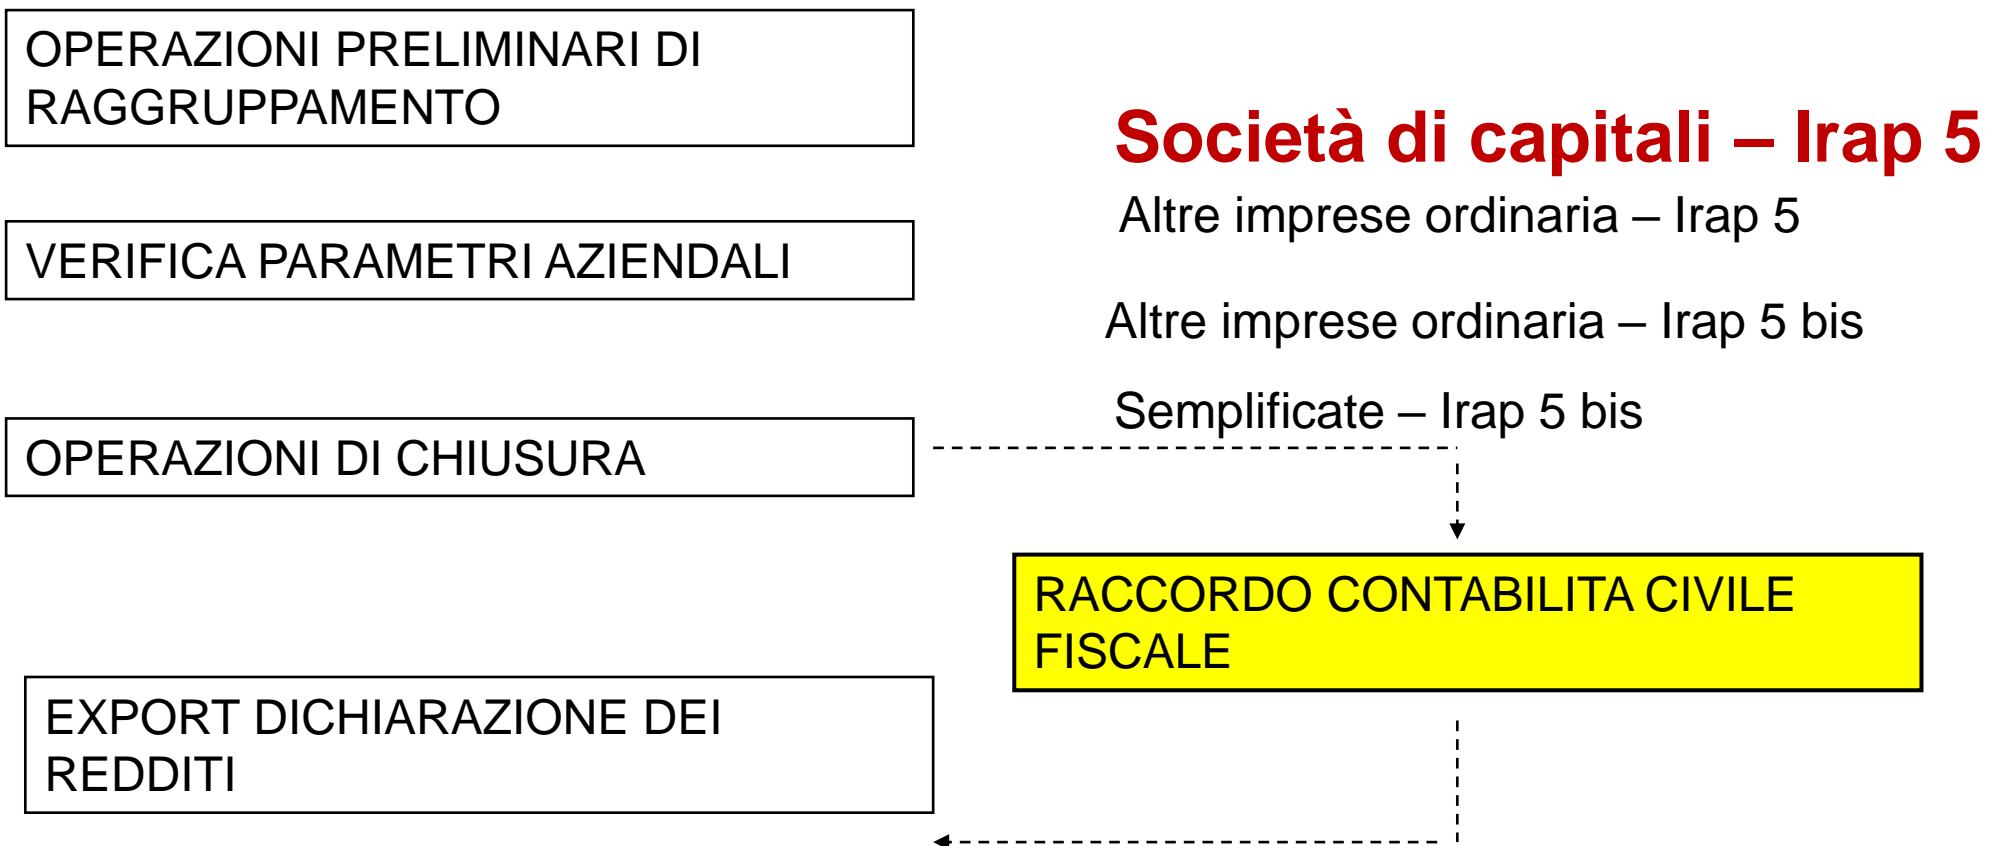 OPERAZIONI PRELIMINARI DI
RAGGRUPPAMENTO
Società di capitali – Irap 5
Altre imprese ordinaria – Irap 5
VERIFICA PARAMETRI AZIENDALI
Altre imprese ordinaria – Irap 5 bis
Semplificate – Irap 5 bis
OPERAZIONI DI CHIUSURA
RACCORDO CONTABILITA CIVILE
FISCALE
EXPORT DICHIARAZIONE DEI
REDDITI